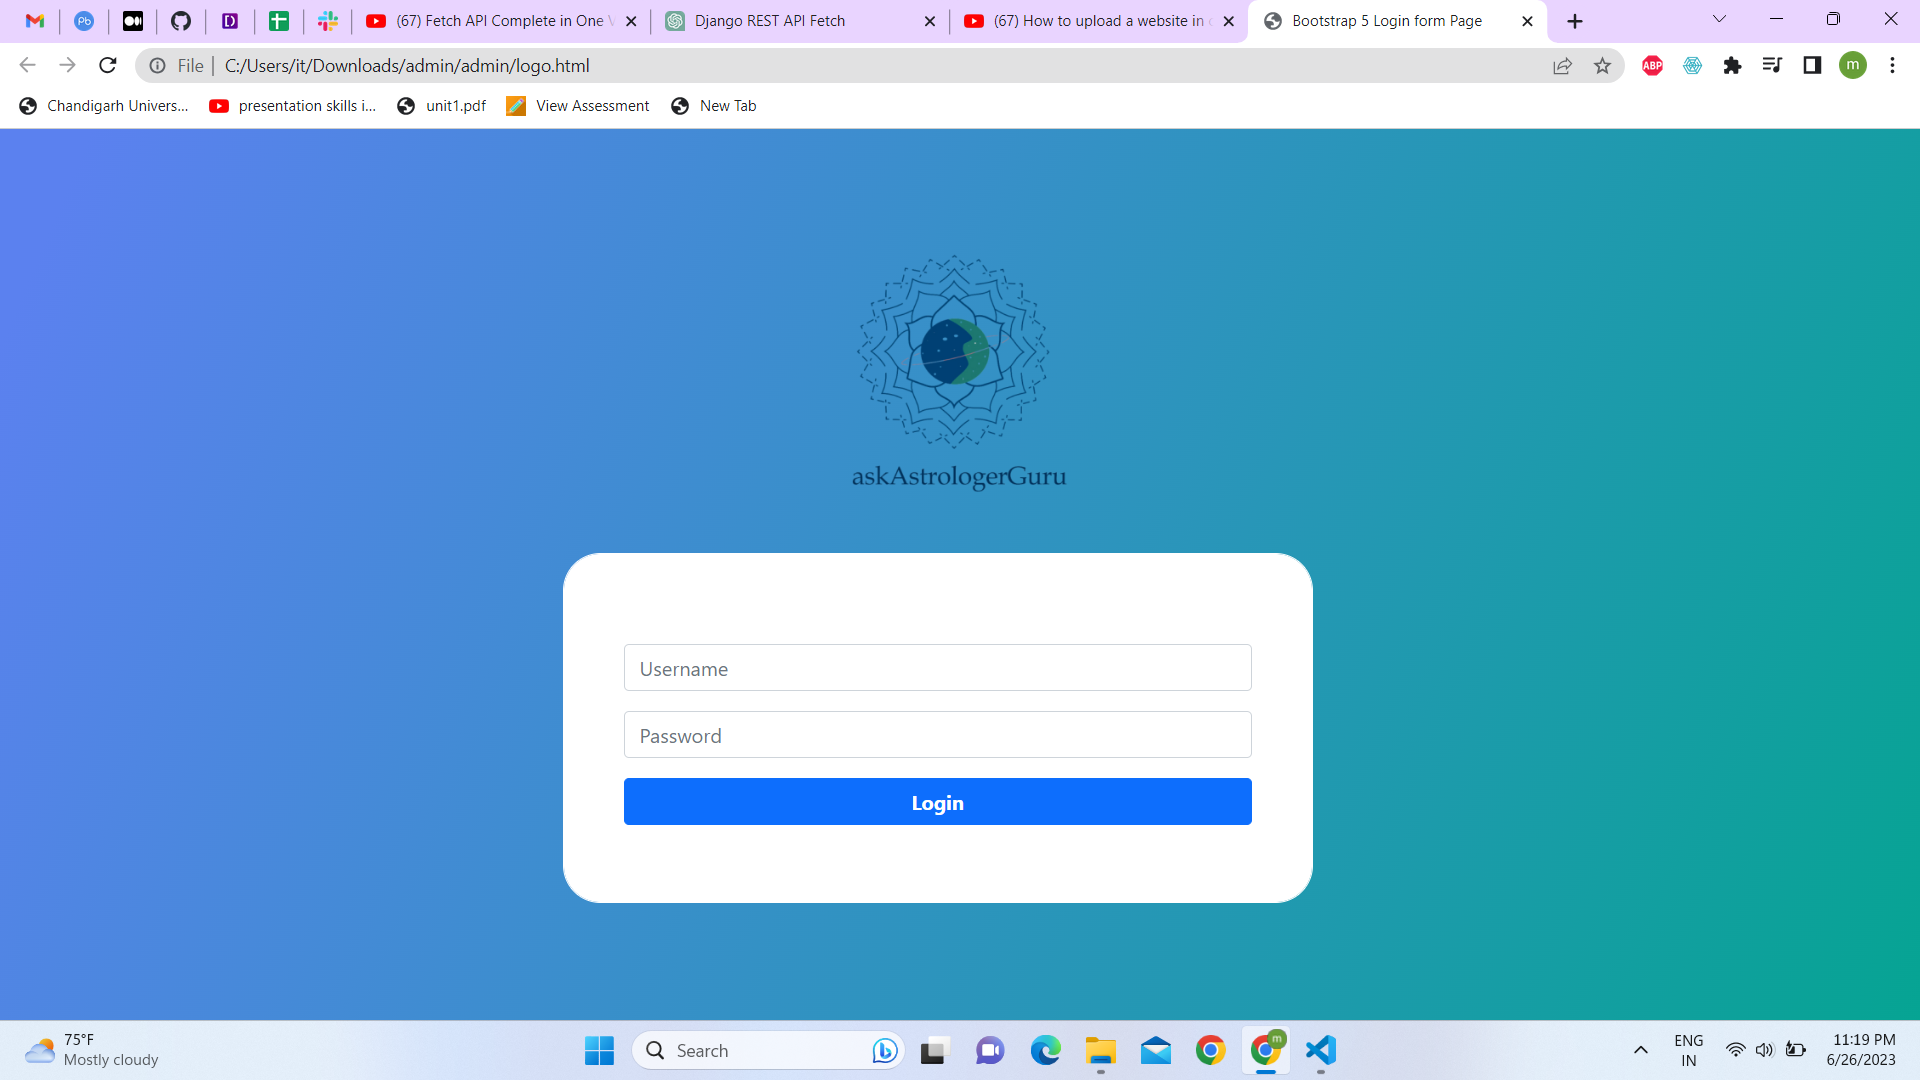 (67) Fetch API Complete in One
Django REST API Fetch
(67) How to upload a website in
Bootstrap 5 Login form Page
File
C:/Users/it/Downloads/admin/admin/logo.html
ABP
m
Chandigarh Univers...
presentation skills i...
unit1.pdf
View Assessment
New Tab
askAstrologerGuru
Username
Password
Login
75°F
Mostly cloudy
Search
m
ENG
IN
11:19 PM
6/26/2023